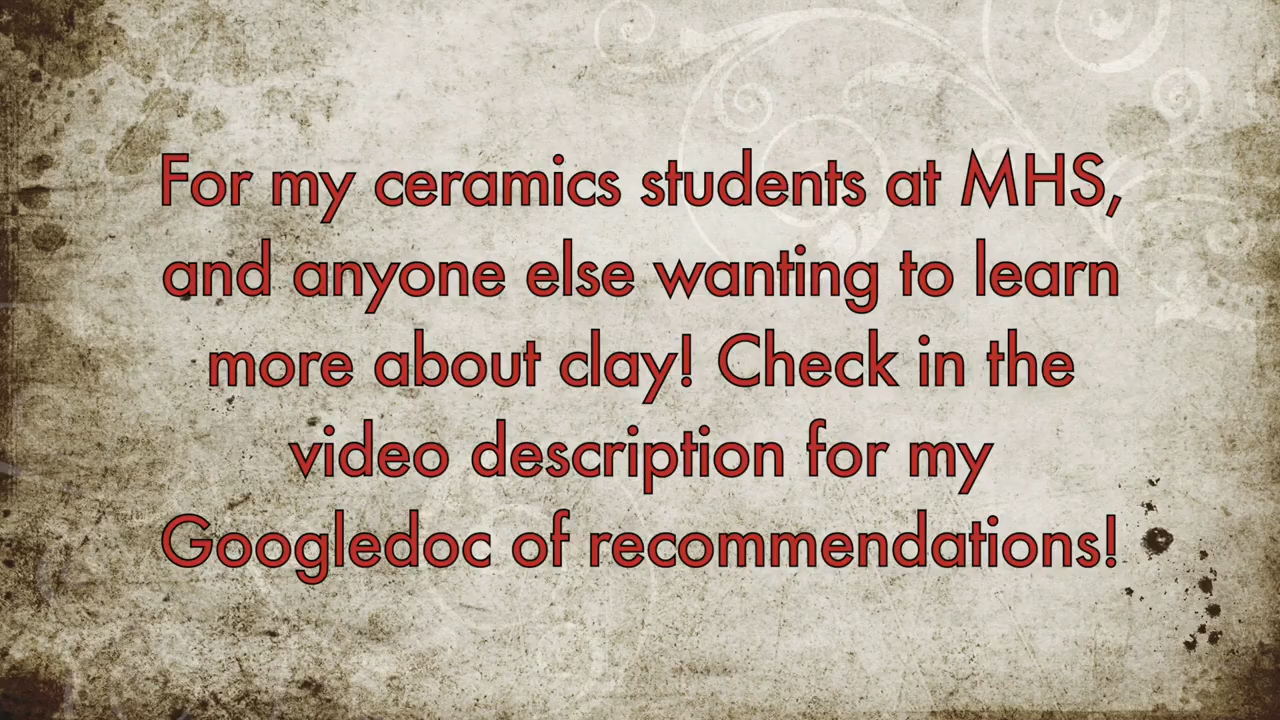 For my ceramics students at MHS,
and anyone else wanting to learn
more about clay! Check in the
video description for my
Googledoc of recommendations!